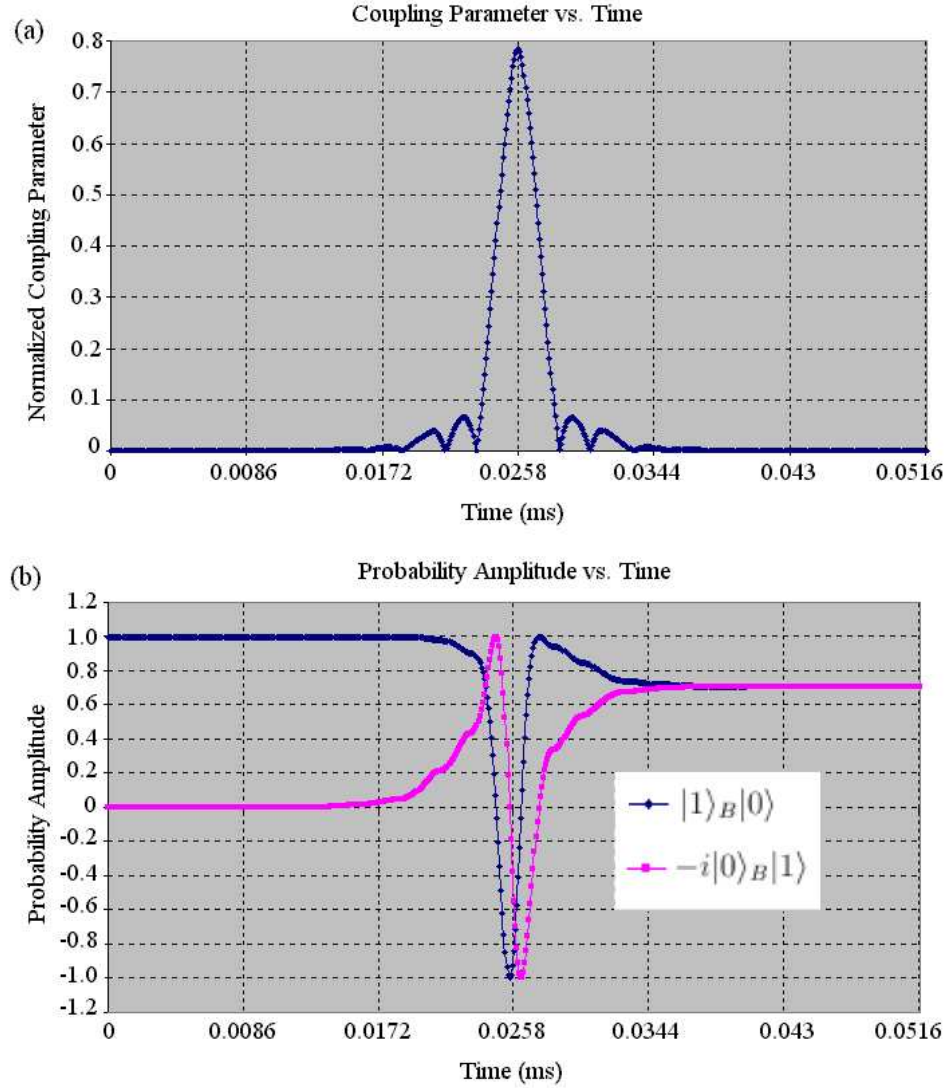 (a)
Coupling Parameter vs. Time
Normalized Coupling Parameter
0.8
0.7
0.6
0.5
0.4
0.3
0.2
0.1
0
0 0.0086 0.0172 0.0258 0.0344 0.043 0.0516
Time (ms)
(b)
Probability Amplitude vs. Time
Probability Amplitude
1.2
1.0
0.8
0.6
0.4
0.2
0
-0.2
-0.4
-0.6
-0.8
-1.0
-1.2
|1⟩_B|0⟩
−i|0⟩_B|1⟩
0 0.0086 0.0172 0.0258 0.0344 0.043 0.0516
Time (ms)